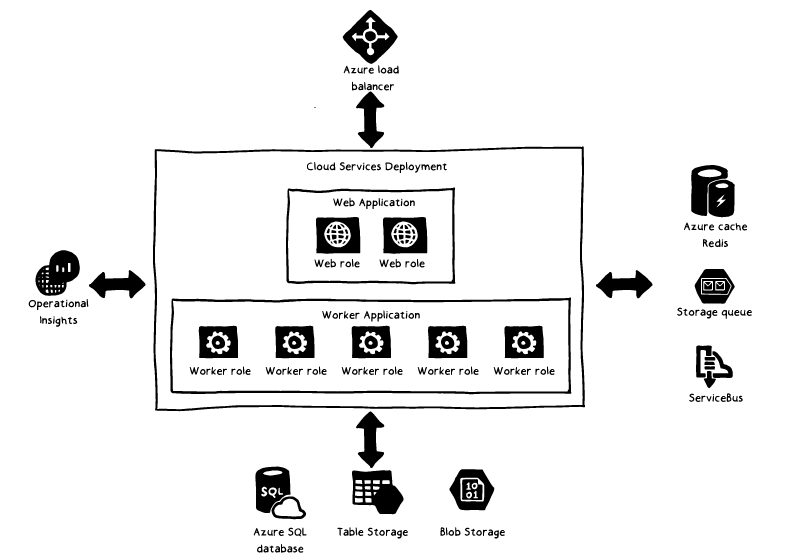 Azure load
balancer
Cloud Services Deployment
Web Application
Web role
Web role
Worker Application
Worker role
Worker role
Worker role
Worker role
Worker role
Operational
Insights
Azure cache
Redis
Storage queue
ServiceBus
SQL
10
01
Azure SQL
database
Table Storage
Blob Storage